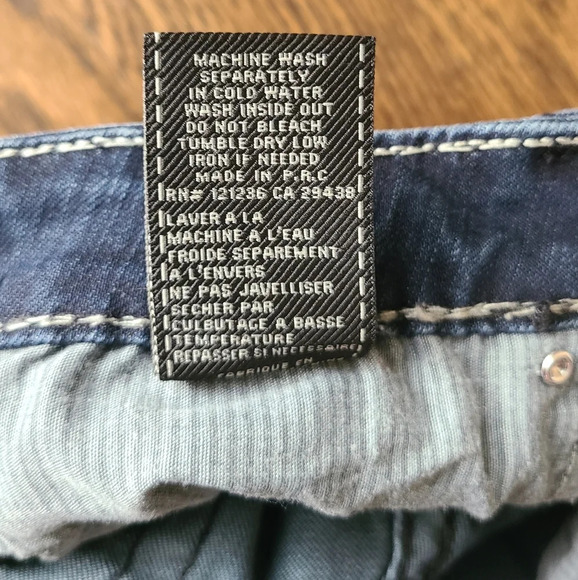 MACHINE WASH
SEPARATELY
IN COLD WATER
WASH INSIDE OUT
DO NOT BLEACH
TUMBLE DRY LOW
IRON IF NEEDED
MADE IN P.R.C
RN# 121236 CA 29438
LAVER A LA
MACHINE A L'EAU
FROIDE SEPAREMENT
A L'ENVERS
NE PAS JAVELLISER
SECHER PAR
CULBUTAGE A BASSE
TEMPERATURE
REPASSER SI NECESSAIRE
FABRIQUE EN